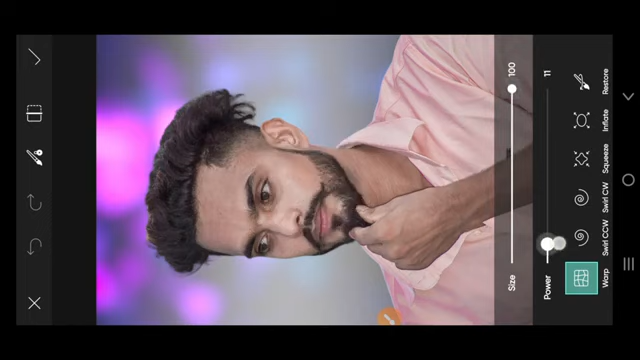 Size
100
Power
11
Warp
Swirl CCW
Swirl CW
Squeeze
Inflate
Restore